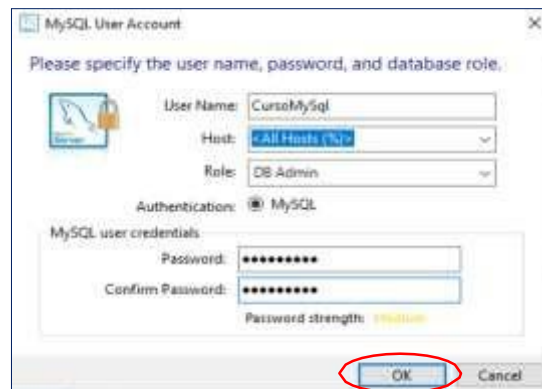 MySQL User Account
Please specify the user name, password, and database role.
User Name: CursoMySql
Host: <All Hosts (%)>
Role: DB Admin
Authentication: MySQL
MySQL user credentials
Password: •••••••••
Confirm Password: •••••••••
Password strength: Medium
OK Cancel
Server